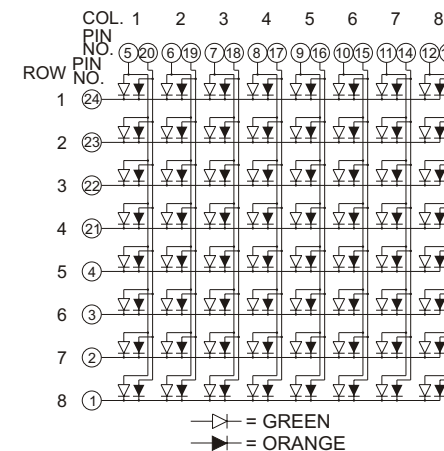 COL. 1 2 3 4 5 6 7 8
PIN NO. 5 20 6 19 7 18 8 17 9 16 10 15 11 14 12
ROW PIN NO.
1 24
2 23
3 22
4 21
5 4
6 3
7 2
8 1
= GREEN
= ORANGE